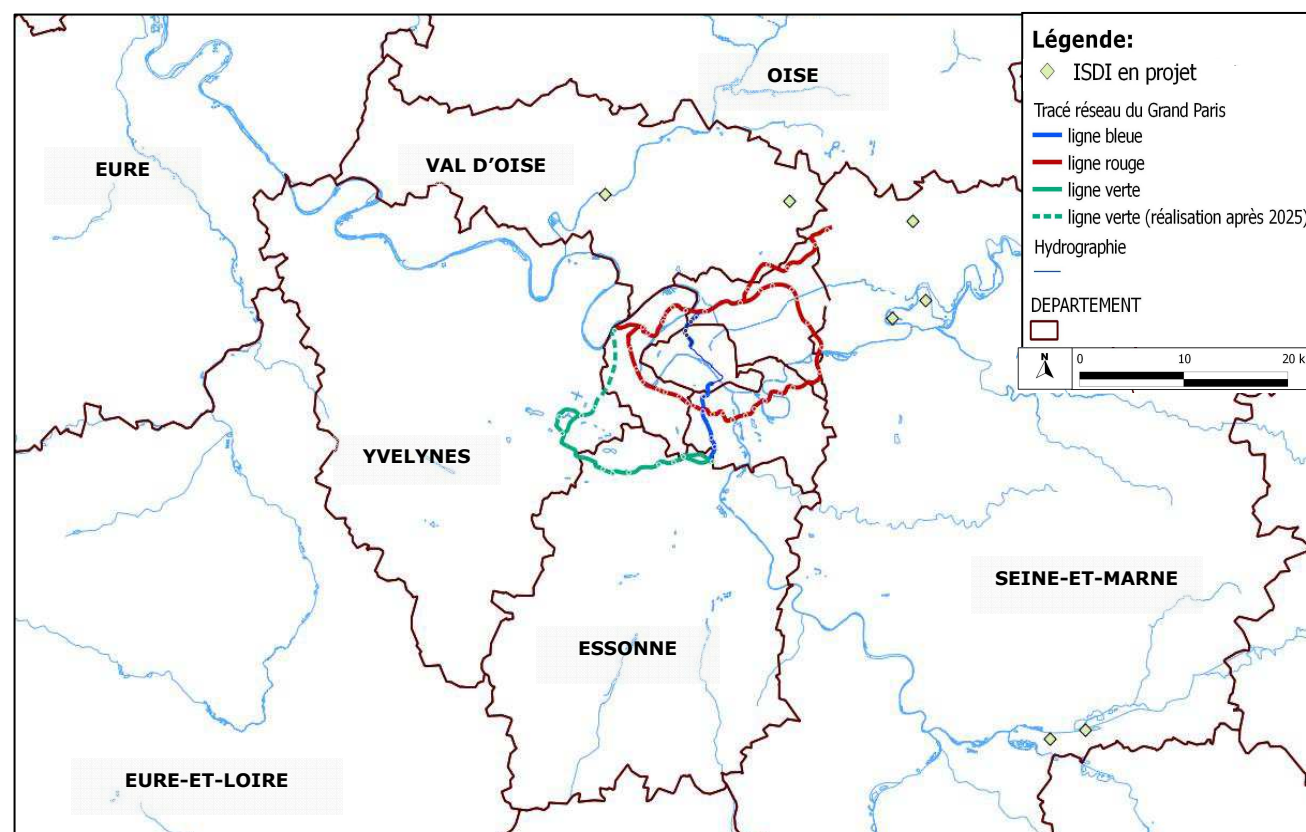 OISE
VAL D'OISE
EURE
YVELYNES
SEINE-ET-MARNE
ESSONNE
EURE-ET-LOIRE
Légende:
ISDI en projet
Tracé réseau du Grand Paris
ligne bleue
ligne rouge
ligne verte
ligne verte (réalisation après 2025)
Hydrographie
DEPARTEMENT
N
0 10 20 k